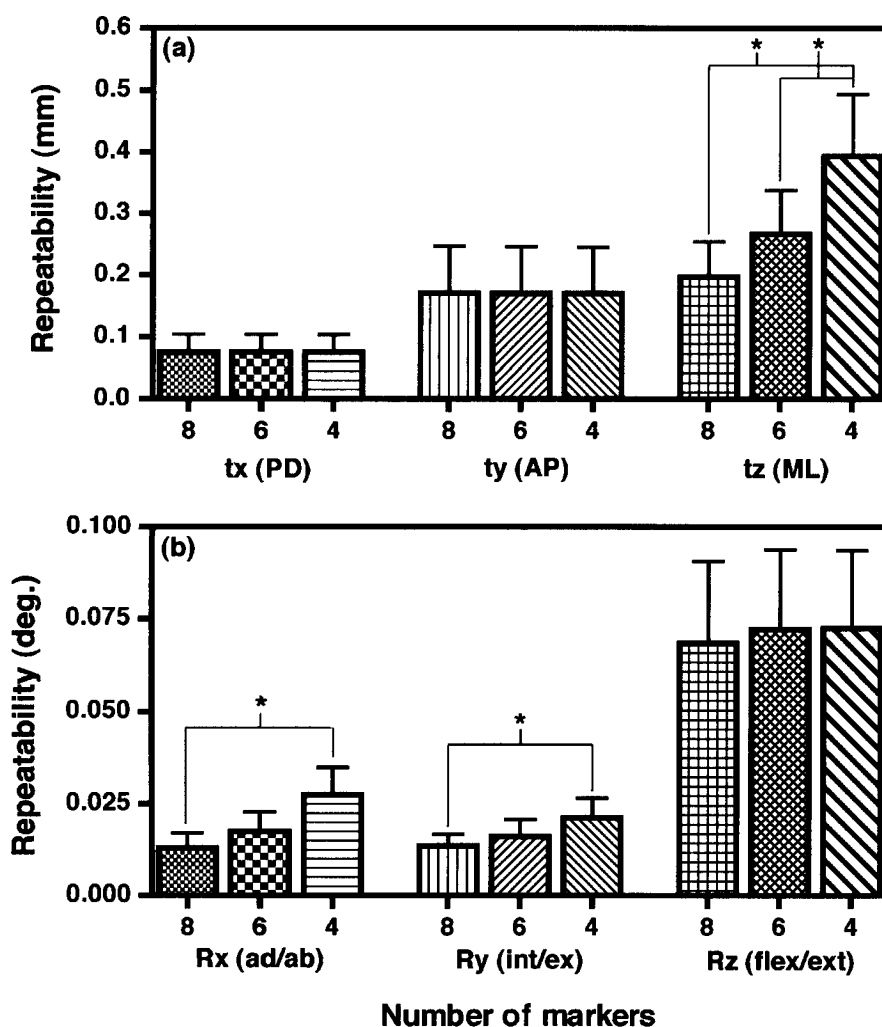 (a)
Repeatability (mm)
0.6
0.5
0.4
0.3
0.2
0.1
0.0
* *
8 6 4 8 6 4 8 6 4
tx (PD) ty (AP) tz (ML)
(b)
Repeatability (deg.)
0.100
0.075
0.050
0.025
0.000
* *
8 6 4 8 6 4 8 6 4
Rx (ad/ab) Ry (int/ex) Rz (flex/ext)
Number of markers